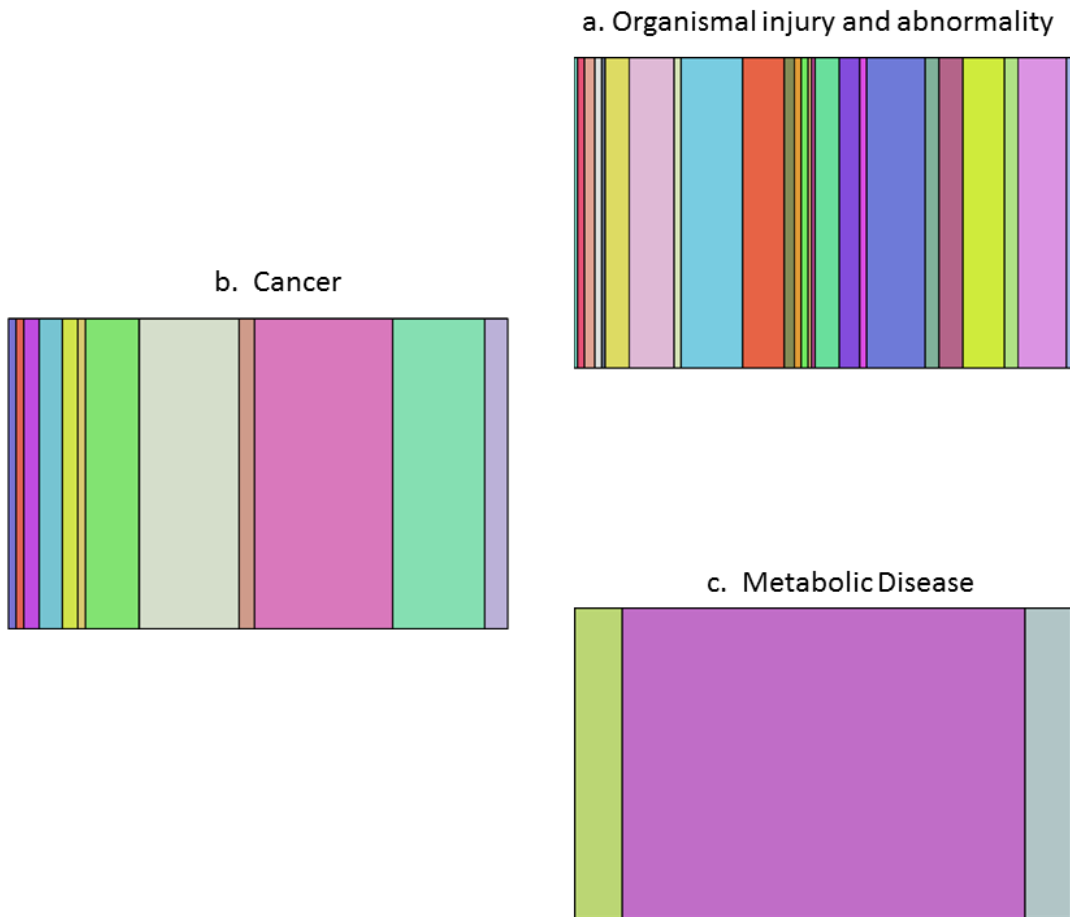 a. Organismal injury and abnormality
b. Cancer
c. Metabolic Disease